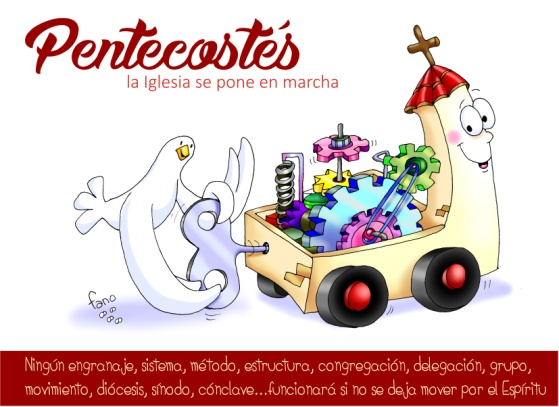 Pentecostés
la Iglesia se pone en marcha
fano
Ningún engranaje, sistema, método, estructura, congregación, delegación, grupo,
movimiento, diócesis, sínodo, cónclave...funcionará si no se deja mover por el Espíritu